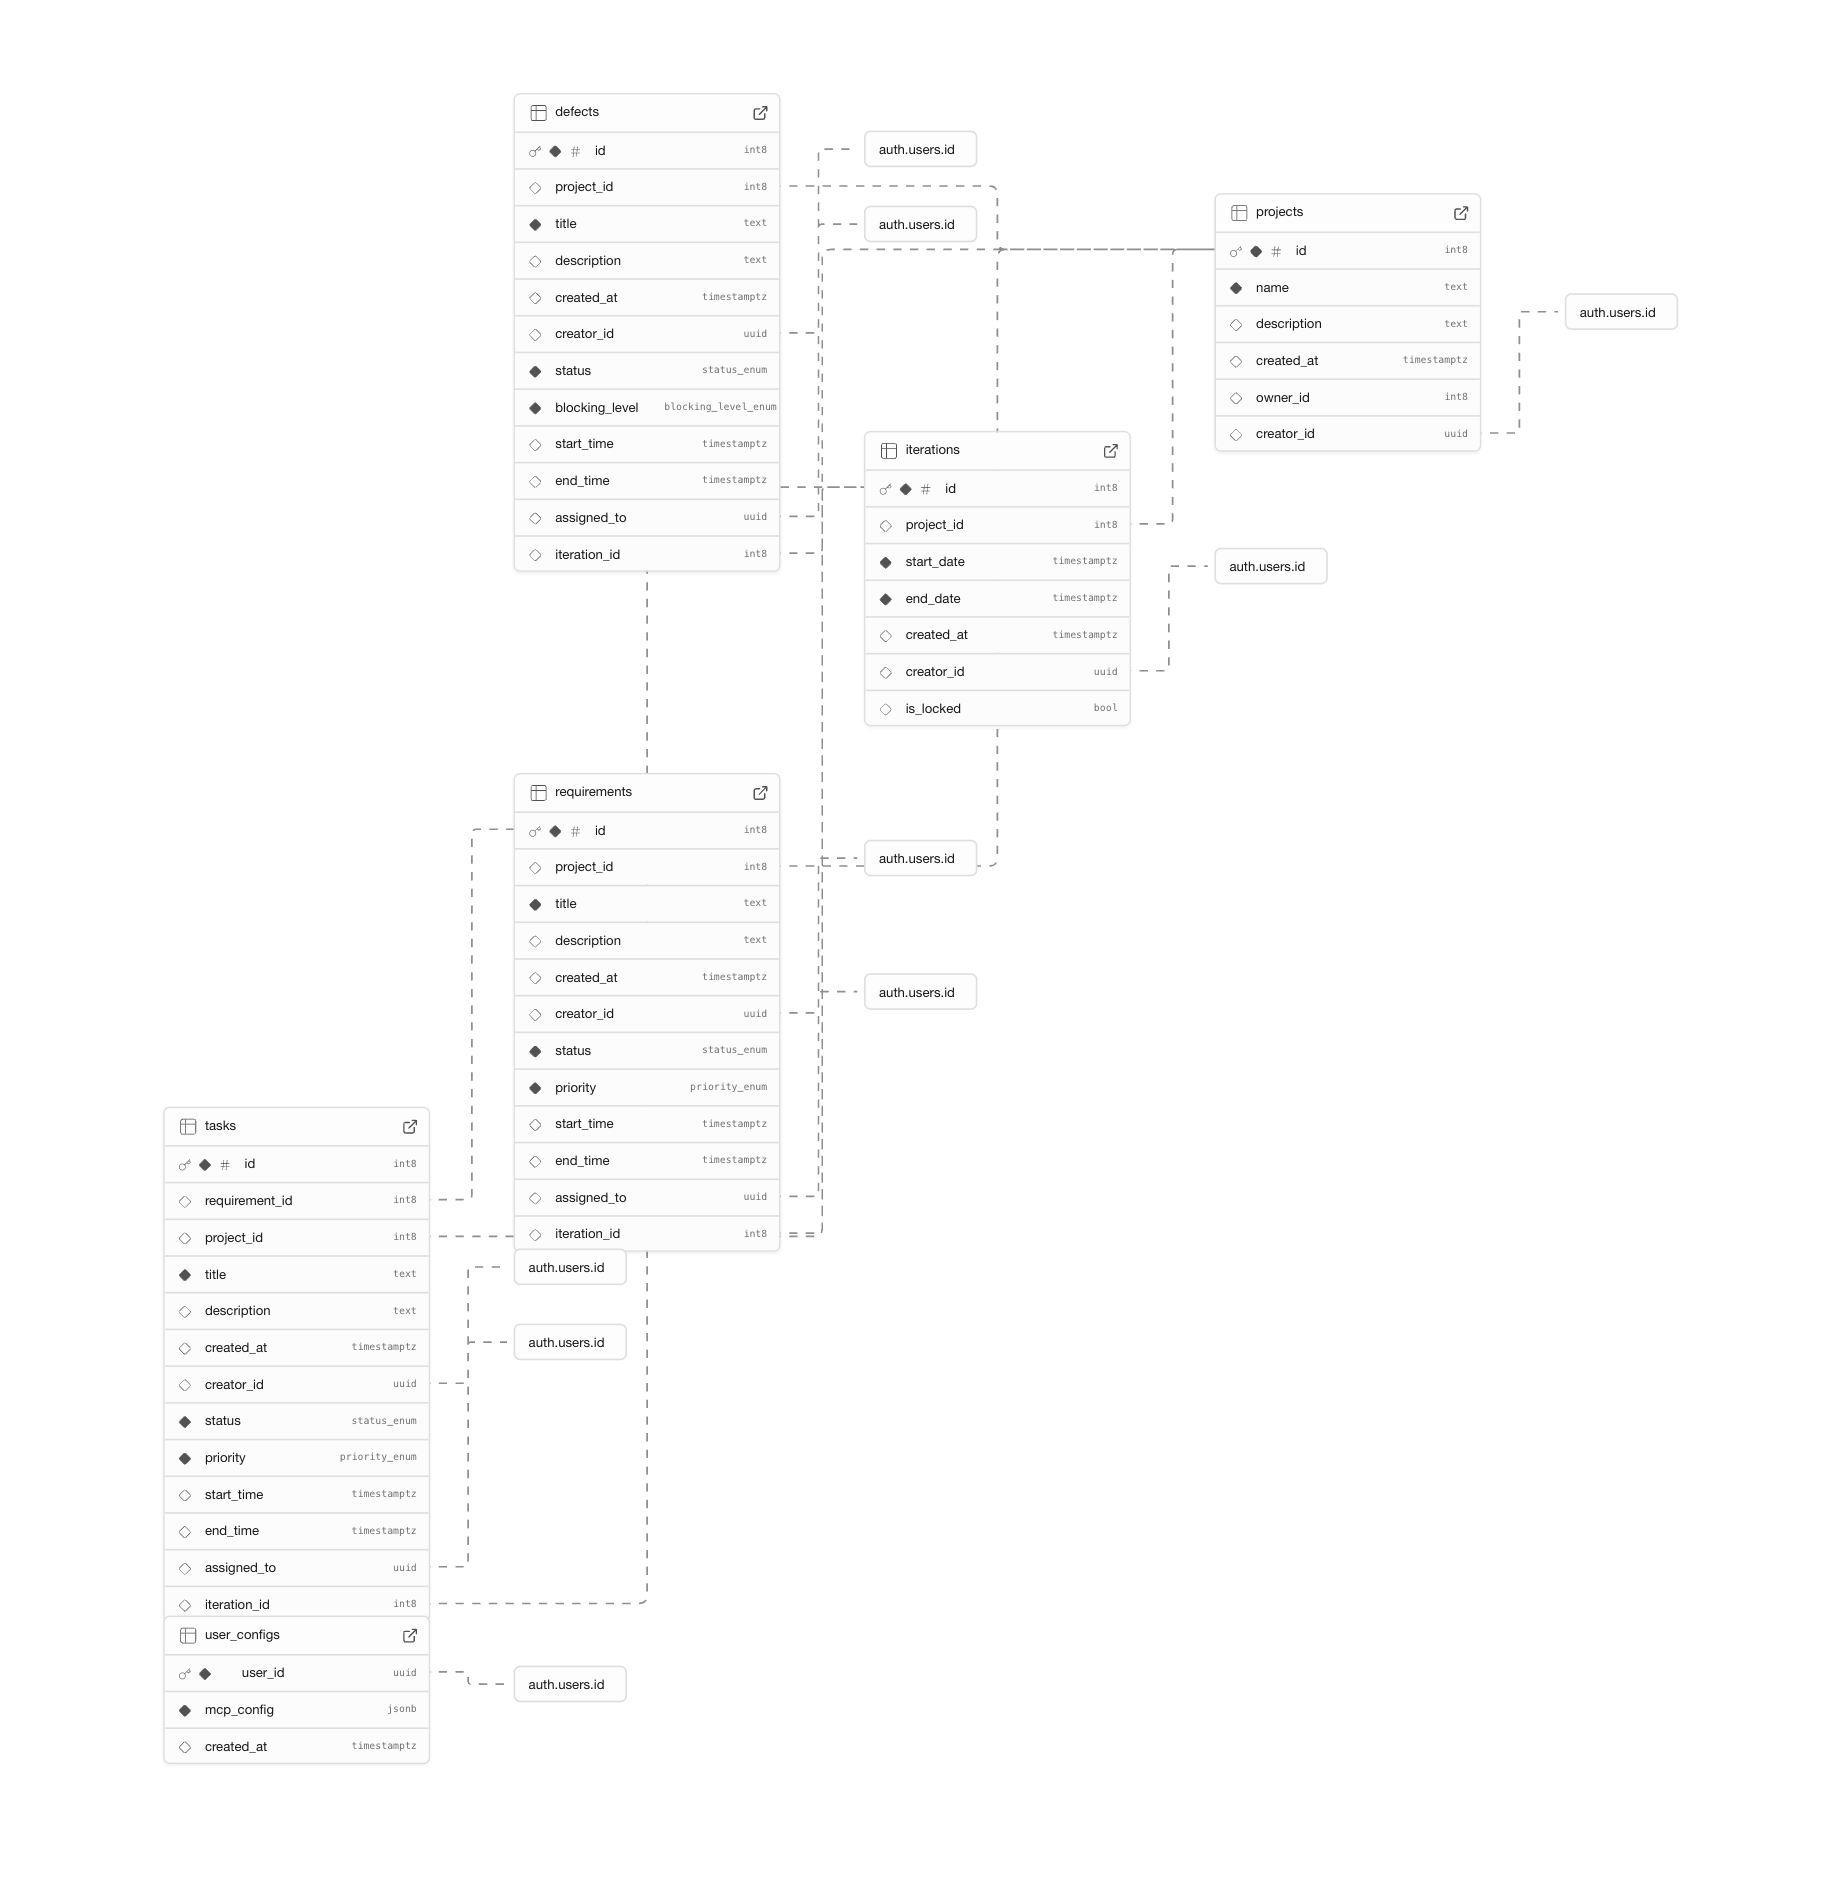 defects
id int8
project_id int8
title text
description text
created_at timestamptz
creator_id uuid
status status_enum
blocking_level blocking_level_enum
start_time timestamptz
end_time timestamptz
assigned_to uuid
iteration_id int8
auth.users.id
auth.users.id
projects
id int8
name text
description text
created_at timestamptz
owner_id int8
creator_id uuid
auth.users.id
iterations
id int8
project_id int8
start_date timestamptz
end_date timestamptz
created_at timestamptz
creator_id uuid
is_locked bool
auth.users.id
requirements
id int8
project_id int8
title text
description text
created_at timestamptz
creator_id uuid
status status_enum
priority priority_enum
start_time timestamptz
end_time timestamptz
assigned_to uuid
iteration_id int8
auth.users.id
auth.users.id
tasks
id int8
requirement_id int8
project_id int8
title text
description text
created_at timestamptz
creator_id uuid
status status_enum
priority priority_enum
start_time timestamptz
end_time timestamptz
assigned_to uuid
iteration_id int8
auth.users.id
auth.users.id
user_configs
user_id uuid
mcp_config jsonb
created_at timestamptz
auth.users.id